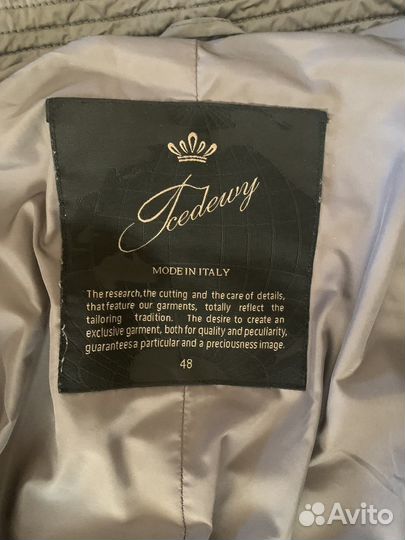 Icedewy
MADE IN ITALY
The research, the cutting and the care of details,
that feature our garments, totally reflect the
tailoring tradition. The desire to create an
exclusive garment, both for quality and peculiarity,
guarantees a particular and a preciousness image.
48
Avito